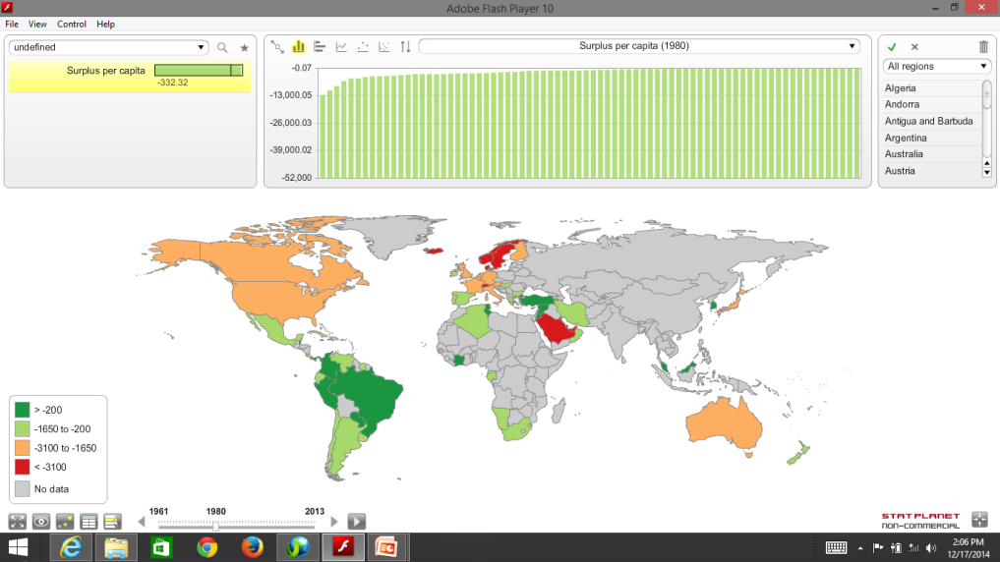 Adobe Flash Player 10
File View Control Help
undefined
Surplus per capita
-332.32
Surplus per capita (1980)
-0.07
-13,000.05
-26,000.03
-39,000.02
-52,000
All regions
Algeria
Andorra
Antigua and Barbuda
Argentina
Australia
Austria
> -200
-1650 to -200
-3100 to -1650
< -3100
No data
1961 1980 2013
STATPLANET
NON-COMMERCIAL
2:06 PM
12/17/2014